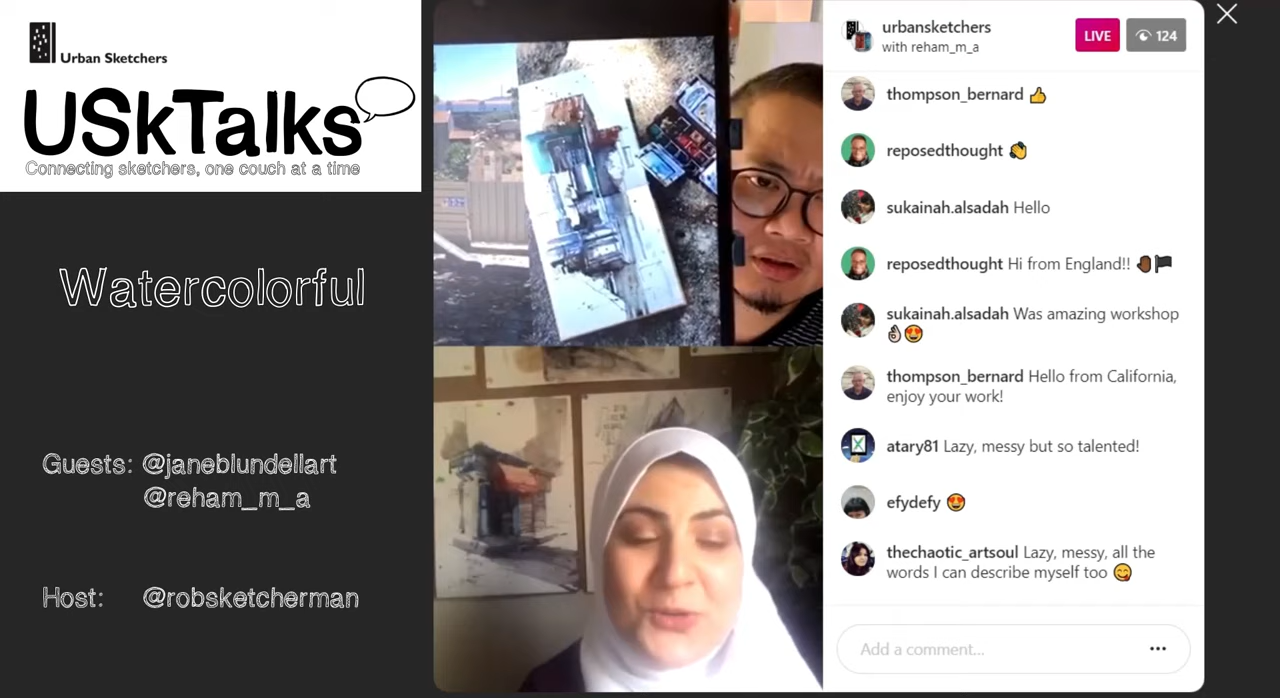 Urban Sketchers
USkTalks
Connecting sketchers, one couch at a time
Watercolorful
Guests: @janeblundellart
@reham_m_a
Host: @robsketcherman
urbansketchers
with reham_m_a
LIVE
124
thompson_bernard 👍
reposedthought 👏
sukainah.alsadah Hello
reposedthought Hi from England!! 🤚🏾🏴
sukainah.alsadah Was amazing workshop
👌🏻😍
thompson_bernard Hello from California,
enjoy your work!
atary81 Lazy, messy but so talented!
efydefy 😍
thechaotic_artsoul Lazy, messy, all the
words I can describe myself too 😋
Add a comment...